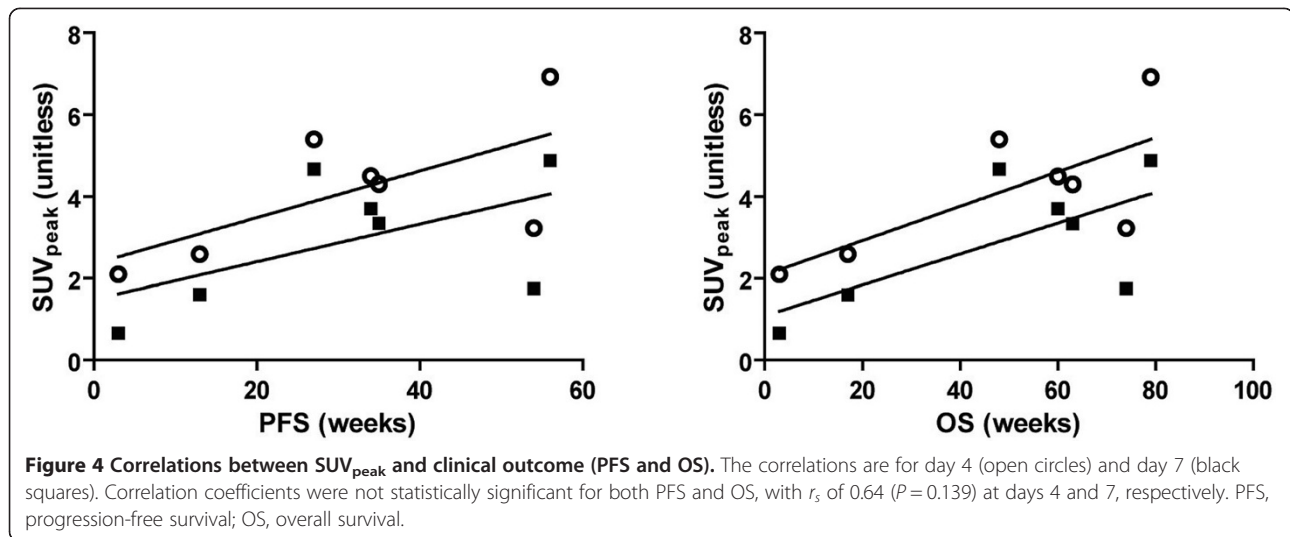 8
6
4
2
0
SUVpeak (unitless)
0 20 40 60
PFS (weeks)
8
6
4
2
0
SUVpeak (unitless)
0 20 40 60 80 100
OS (weeks)
Figure 4 Correlations between SUVpeak and clinical outcome (PFS and OS). The correlations are for day 4 (open circles) and day 7 (black
squares). Correlation coefficients were not statistically significant for both PFS and OS, with rs of 0.64 (P = 0.139) at days 4 and 7, respectively. PFS,
progression-free survival; OS, overall survival.